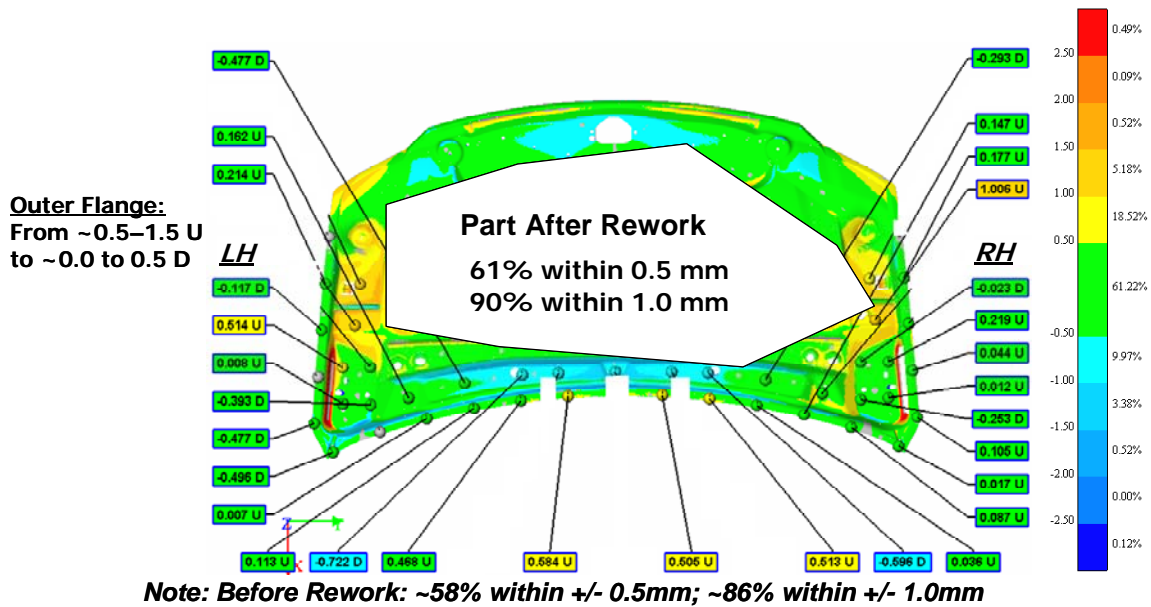 -0.477 D
0.162 U
0.214 U
Outer Flange:
From ~0.5–1.5 U
to ~0.0 to 0.5 D
LH
-0.117 D
0.514 U
0.008 U
-0.393 D
-0.477 D
-0.496 D
0.007 U
Part After Rework
61% within 0.5 mm
90% within 1.0 mm
-0.293 D
0.147 U
0.177 U
1.006 U
RH
-0.023 D
0.219 U
0.044 U
0.012 U
-0.253 D
0.105 U
0.017 U
0.087 U
Z
Y
X
0.113 U
-0.722 D
0.468 U
0.584 U
0.505 U
0.513 U
-0.596 D
0.036 U
2.50
2.00
1.50
1.00
0.50
-0.50
-1.00
-1.50
-2.00
-2.50
0.49%
0.09%
0.52%
5.18%
18.52%
61.22%
9.97%
3.38%
0.52%
0.00%
0.12%
Note: Before Rework: ~58% within +/- 0.5mm; ~86% within +/- 1.0mm